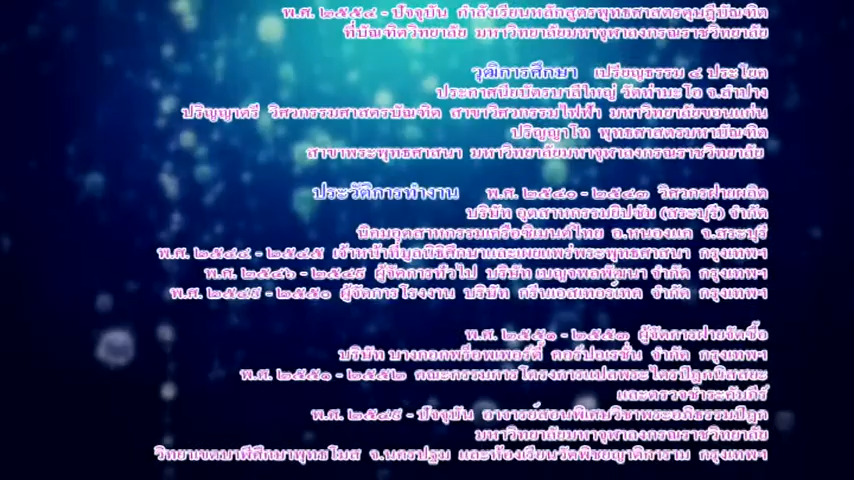 พ.ศ. ๒๕๕๔ - ปัจจุบัน กำลังเรียนหลักสูตรพุทธศาสตรดุษฎีบัณฑิต
ที่บัณฑิตวิทยาลัย มหาวิทยาลัยมหาจุฬาลงกรณราชวิทยาลัย
วุฒิการศึกษา เปรียญธรรม ๔ ประโยค
ประกาศนียบัตรบาลีใหญ่ วัดท่ามะโอ จ.ลำปาง
ปริญญาตรี วิศวกรรมศาสตรบัณฑิต สาขาวิศวกรรมไฟฟ้า มหาวิทยาลัยขอนแก่น
ปริญญาโท พุทธศาสตรมหาบัณฑิต
สาขาพระพุทธศาสนา มหาวิทยาลัยมหาจุฬาลงกรณราชวิทยาลัย
ประวัติการทำงาน พ.ศ. ๒๕๔๑ - ๒๕๔๓ วิศวกรฝ่ายผลิต
บริษัท อุตสาหกรรมยิปซัม (สระบุรี) จำกัด
นิคมอุตสาหกรรมเครือซิเมนต์ไทย อ.หนองแค จ.สระบุรี
พ.ศ. ๒๕๔๔ - ๒๕๔๕ เจ้าหน้าที่มูลนิธิศึกษาและเผยแพร่พระพุทธศาสนา กรุงเทพฯ
พ.ศ. ๒๕๔๖ - ๒๕๔๘ ผู้จัดการทั่วไป บริษัท เบญจพลพัฒนา จำกัด กรุงเทพฯ
พ.ศ. ๒๕๔๘ - ๒๕๕๐ ผู้จัดการโรงงาน บริษัท กรีนเอสเทอร์เทค จำกัด กรุงเทพฯ
พ.ศ. ๒๕๕๑ - ๒๕๕๓ ผู้จัดการฝ่ายจัดซื้อ
บริษัท บางกอกพร็อพเพอร์ตี้ คอร์ปอเรชั่น จำกัด กรุงเทพฯ
พ.ศ. ๒๕๕๑ - ๒๕๕๒ คณะกรรมการโครงการแปลพระไตรปิฎกนิสสยะ
และตรวจชำระคัมภีร์
พ.ศ. ๒๕๔๘ - ปัจจุบัน อาจารย์สอนพิเศษวิชาพระอภิธรรมปิฎก
มหาวิทยาลัยมหาจุฬาลงกรณราชวิทยาลัย
วิทยาเขตบาฬีศึกษาพุทธโฆส จ.นครปฐม และห้องเรียนวัดพิชยญาติการาม กรุงเทพฯ